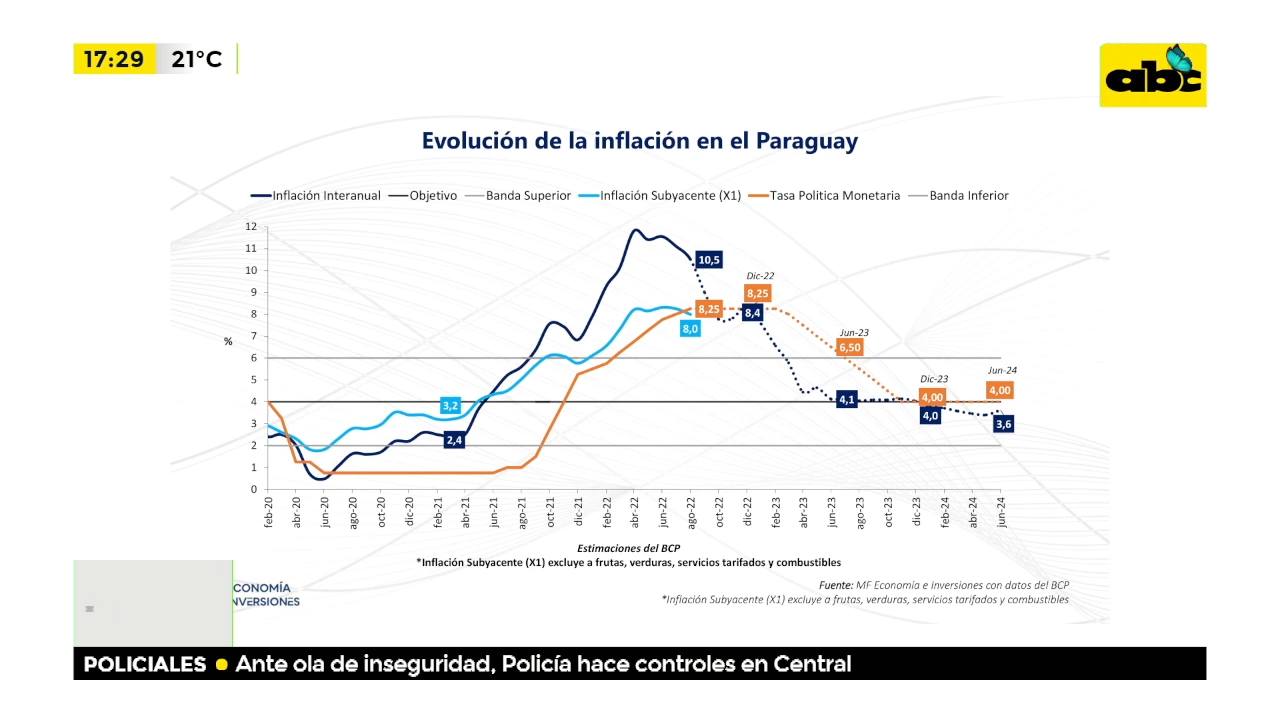 17:29 21°C
abc
Evolución de la inflación en el Paraguay
Inflación Interanual Objetivo Banda Superior Inflación Subyacente (X1) Tasa Politica Monetaria Banda Inferior
12
11
10
9
8
7
6
5
4
3
2
1
0
%
10,5
Dic-22
8,25
8,25
8,4
8,0
Jun-23
6,50
Jun-24
Dic-23
4,00
4,00
4,1
4,0
3,6
3,2
2,4
feb-20 abr-20 jun-20 ago-20 oct-20 dic-20 feb-21 abr-21 jun-21 ago-21 oct-21 dic-21 feb-22 abr-22 jun-22 ago-22 oct-22 dic-22 feb-23 abr-23 jun-23 ago-23 oct-23 dic-23 feb-24 abr-24 jun-24
Estimaciones del BCP
*Inflación Subyacente (X1) excluye a frutas, verduras, servicios tarifados y combustibles
Fuente: MF Economía e inversiones con datos del BCP
*Inflación Subyacente (X1) excluye a frutas, verduras, servicios tarifados y combustibles
CONOMÍA
NVERSIONES
POLICIALES Ante ola de inseguridad, Policía hace controles en Central